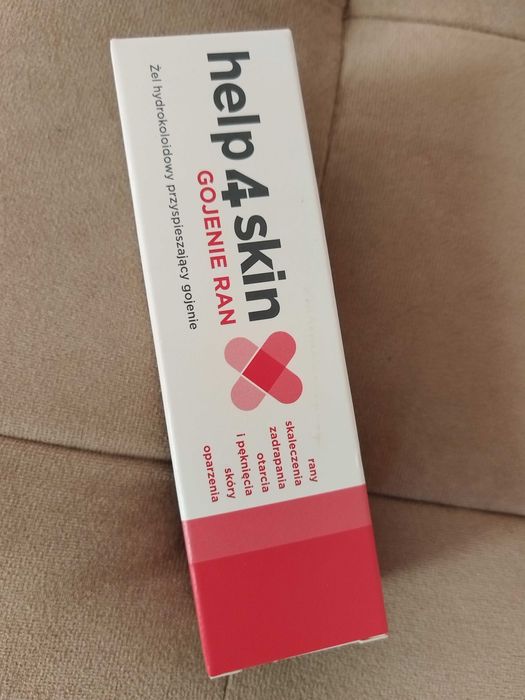 help4skin
GOJENIE RAN
Żel hydrokoloidowy przyspieszający gojenie
rany
skaleczenia
zadrapania
otarcia
i pęknięcia
skóry
oparzenia